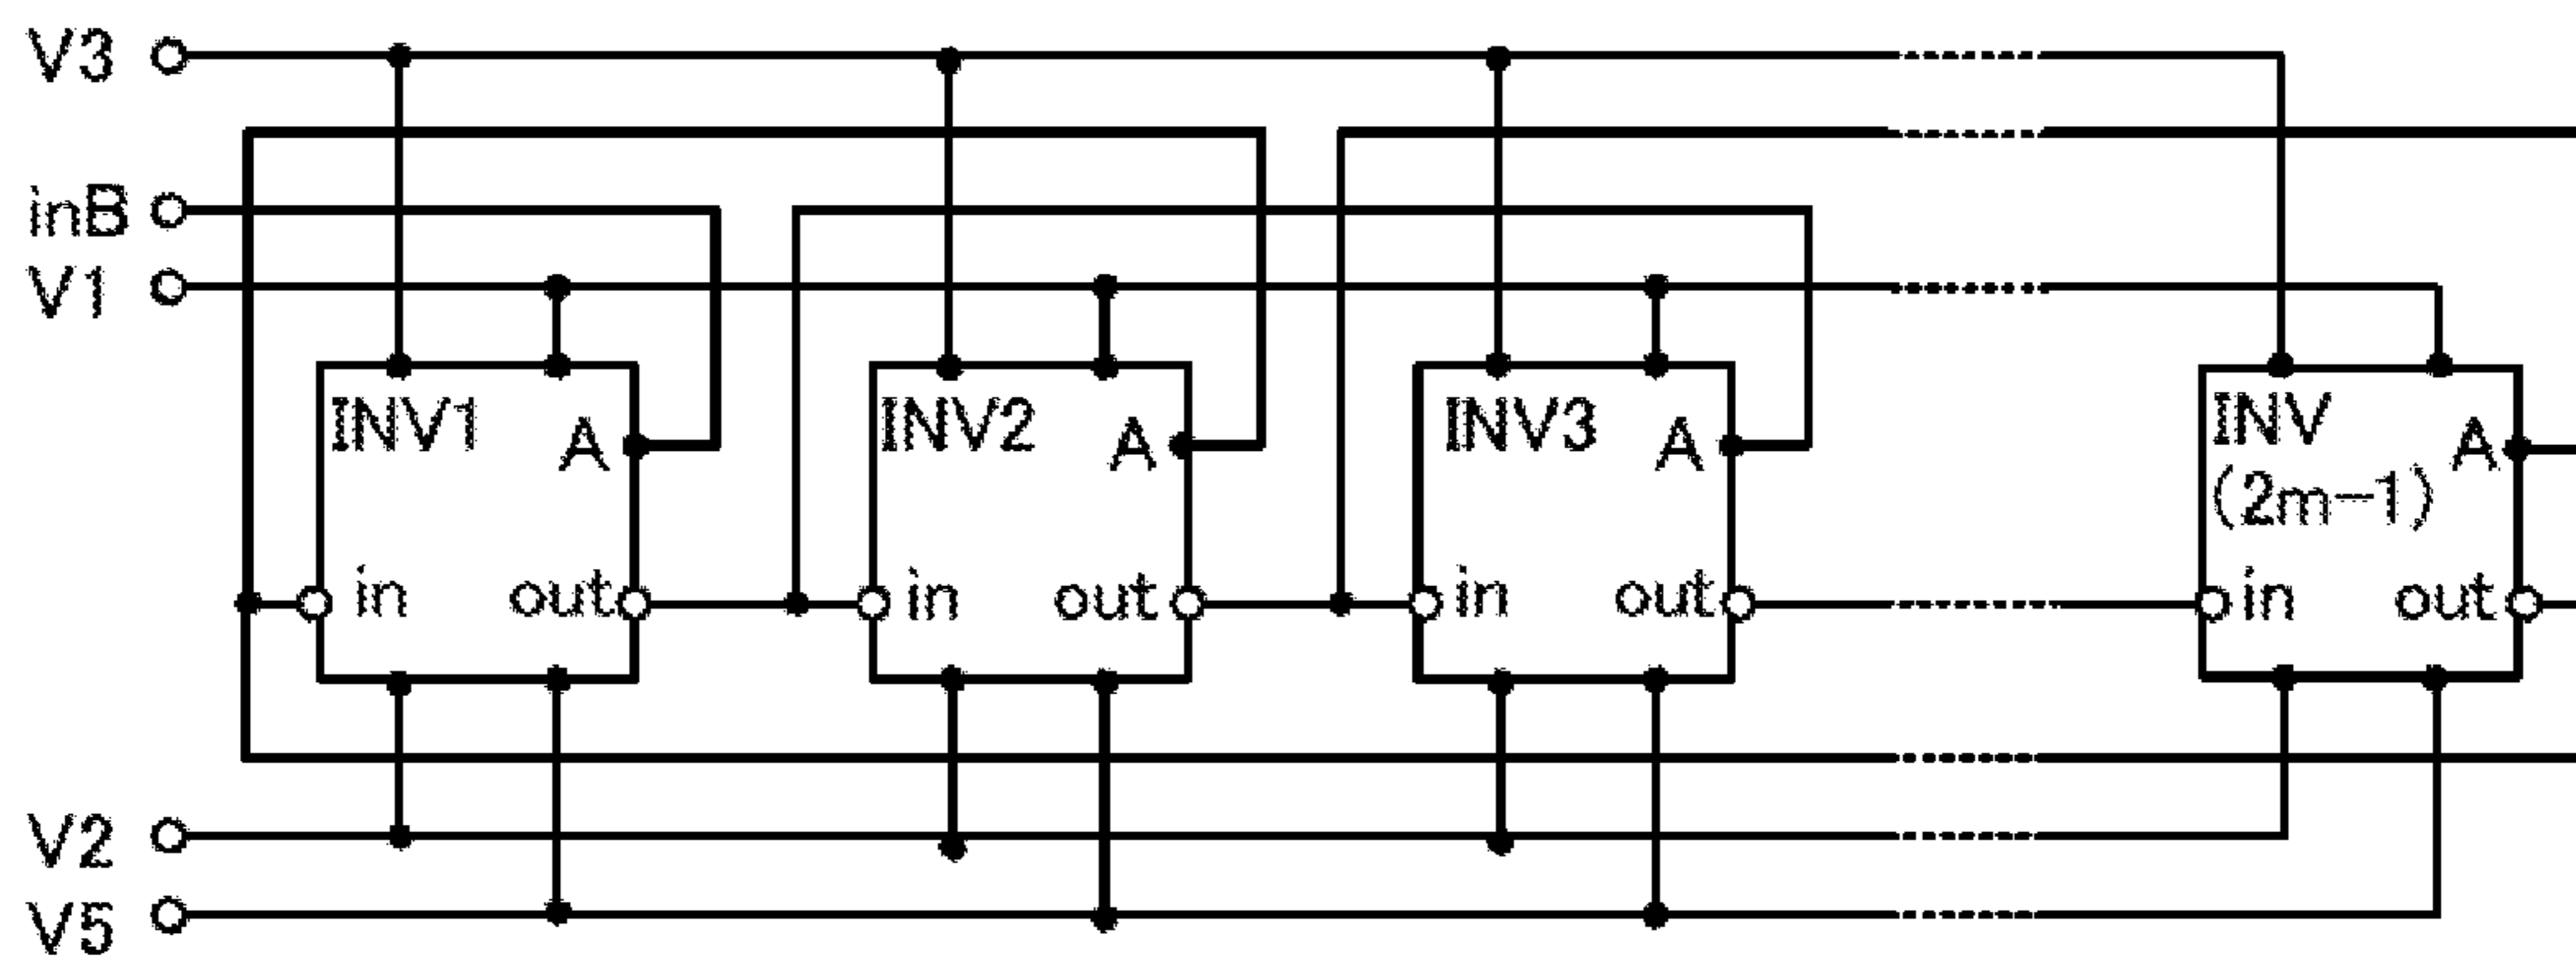 V3
inB
V1
INV1
A
in
out
INV2
A
in
out
INV3
A
in
out
INV
(2m-1)
A
in
out
V2
V5